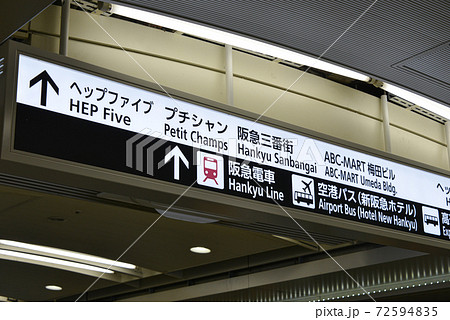 ヘップファイブ
HEP Five
プチシャン
Petit Champs
阪急三番街
Hankyu Sanbangai
ABC-MART 梅田ビル
ABC-MART Umeda Bldg.
阪急電車
Hankyu Line
空港バス(新阪急ホテル)
Airport Bus (Hotel New Hankyu)
pixta.jp - 72594835